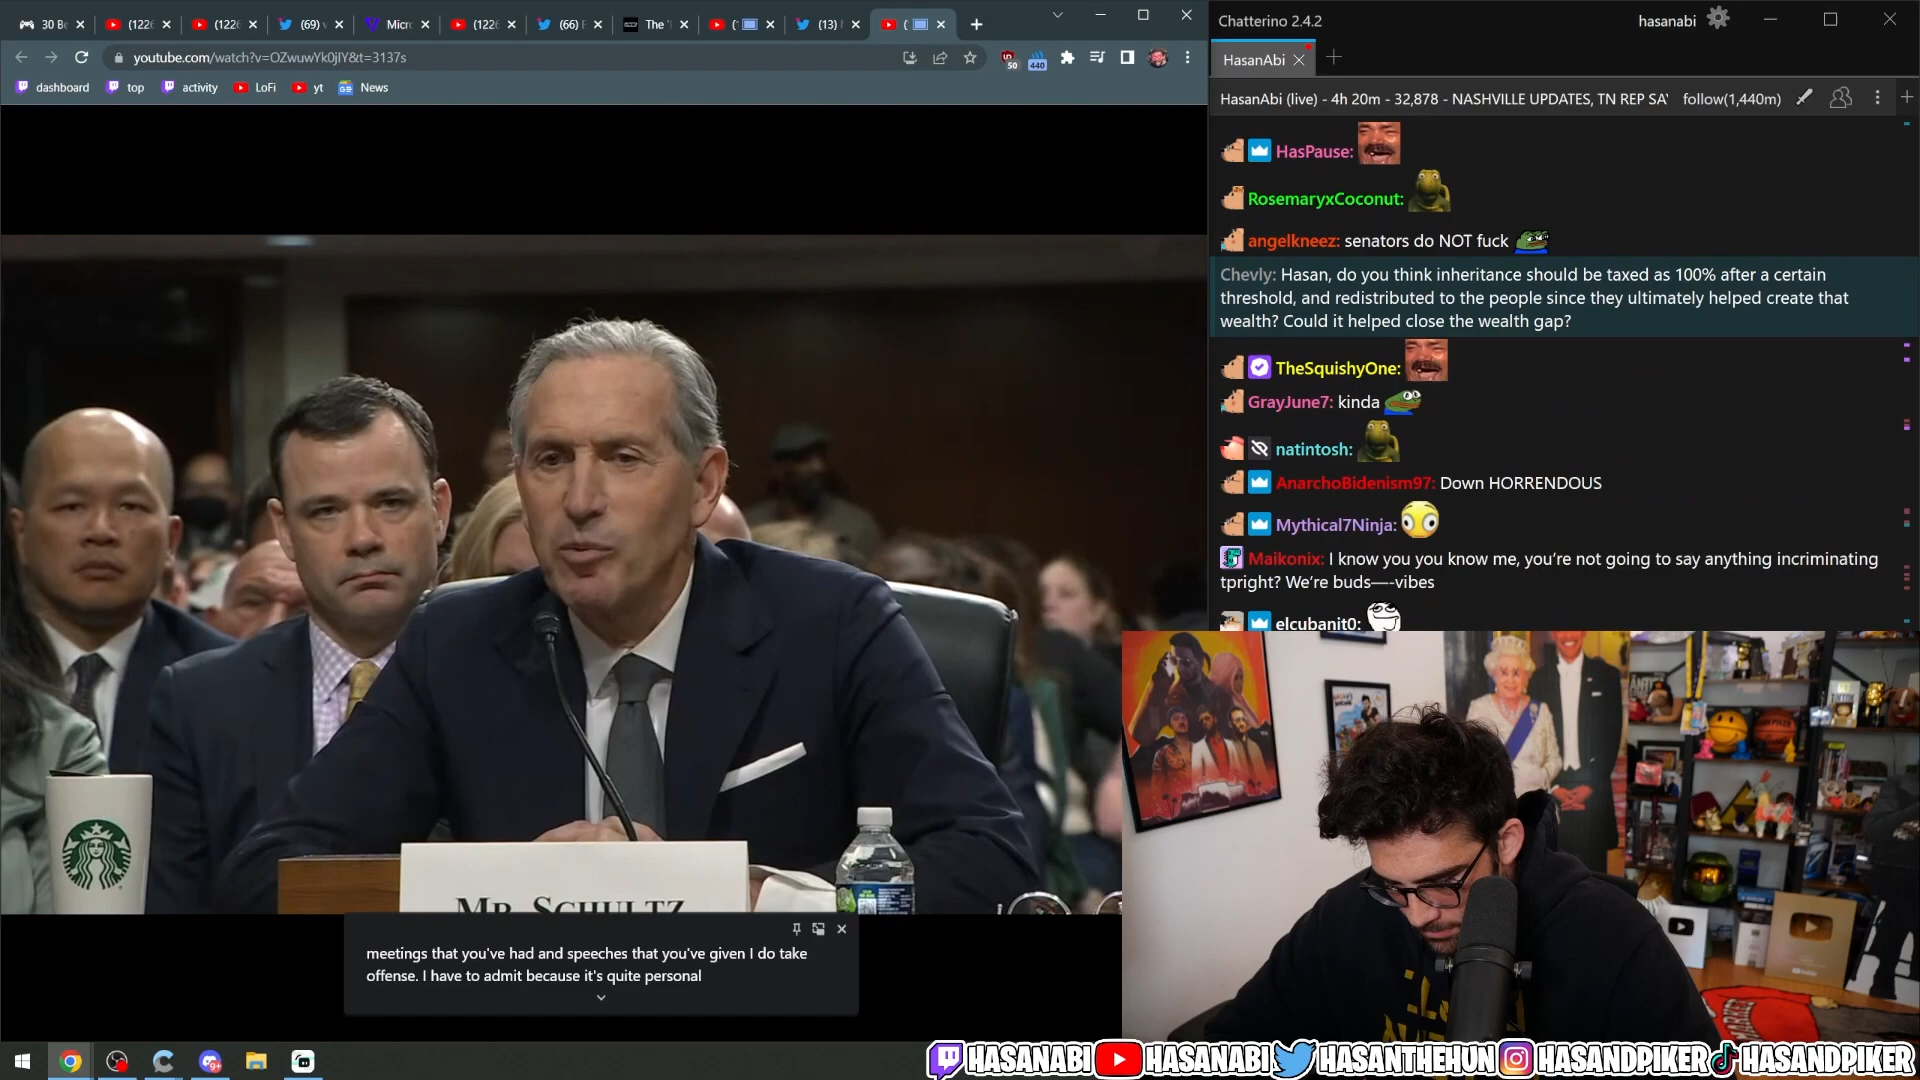 30 Be
(122
(122
(69)
Micro
(122
(66)
The '
(13)
youtube.com/watch?v=OZwuwYk0jIY&t=3137s
50
440
dashboard
top
activity
LoFi
yt
News
MR. SCHULTZ
meetings that you've had and speeches that you've given I do take
offense. I have to admit because it's quite personal
Chatterino 2.4.2
hasanabi
HasanAbi
HasanAbi (live) - 4h 20m - 32,878 - NASHVILLE UPDATES, TN REP SA
follow(1,440m)
HasPause:
RosemaryxCoconut:
angelkneez: senators do NOT fuck
Chevly: Hasan, do you think inheritance should be taxed as 100% after a certain
threshold, and redistributed to the people since they ultimately helped create that
wealth? Could it helped close the wealth gap?
TheSquishyOne:
GrayJune7: kinda
natintosh:
AnarchoBidenism97: Down HORRENDOUS
Mythical7Ninja:
Maikonix: I know you you know me, you're not going to say anything incriminating
tpright? We're buds—-vibes
elcubanit0:
HASANABI
HASANABI
HASANTHEHUN
HASANDPIKER
HASANDPIKER